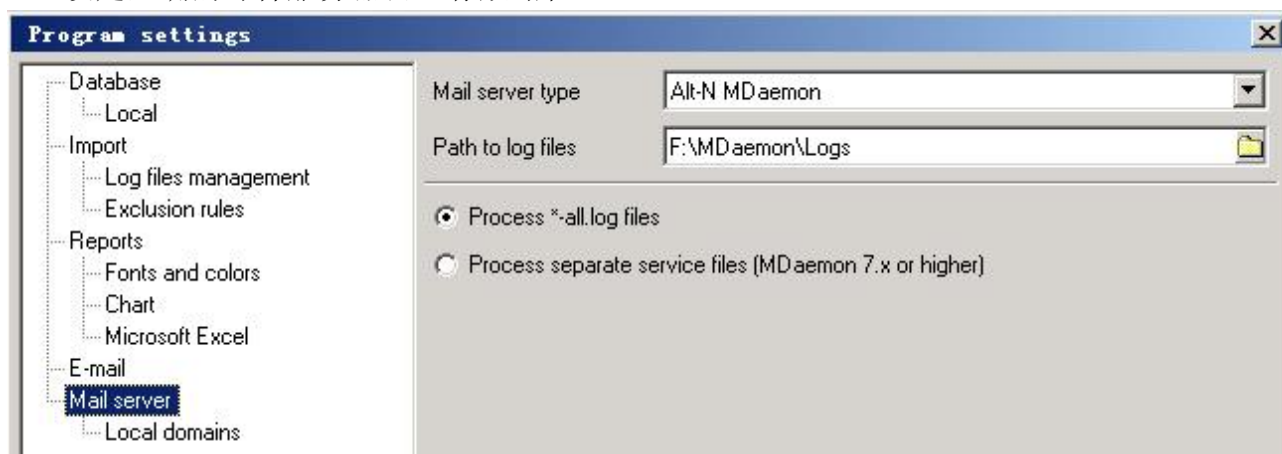 Program settings
Database
Local
Import
Log files management
Exclusion rules
Reports
Fonts and colors
Chart
Microsoft Excel
E-mail
Mail server
Local domains
Mail server type
Alt-N MDaemon
Path to log files
F:\MDaemon\Logs
Process *-all.log files
Process separate service files (MDaemon 7.x or higher)